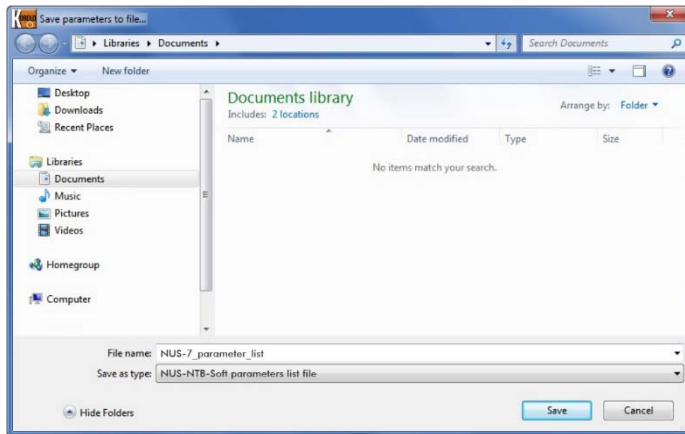 KOBOLD Save parameters to file...
Libraries Documents Search Documents
Organize New folder
Desktop
Downloads
Recent Places
Libraries
Documents
Music
Pictures
Videos
Homegroup
Computer
Documents library
Includes: 2 locations
Arrange by: Folder
Name Date modified Type Size
No items match your search.
File name: NUS-7_parameter_list
Save as type: NUS-NTB-Soft parameters list file
Hide Folders Save Cancel